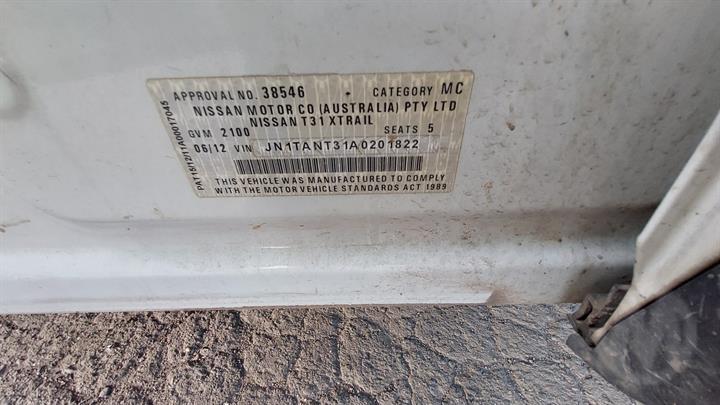 APPROVAL NO. 38546 CATEGORY MC
NISSAN MOTOR CO (AUSTRALIA) PTY LTD
NISSAN T31 XTRAIL
GVM 2100 SEATS 5
06/12 VIN JN1TANT31A0201822
THIS VEHICLE WAS MANUFACTURED TO COMPLY
WITH THE MOTOR VEHICLE STANDARDS ACT 1989